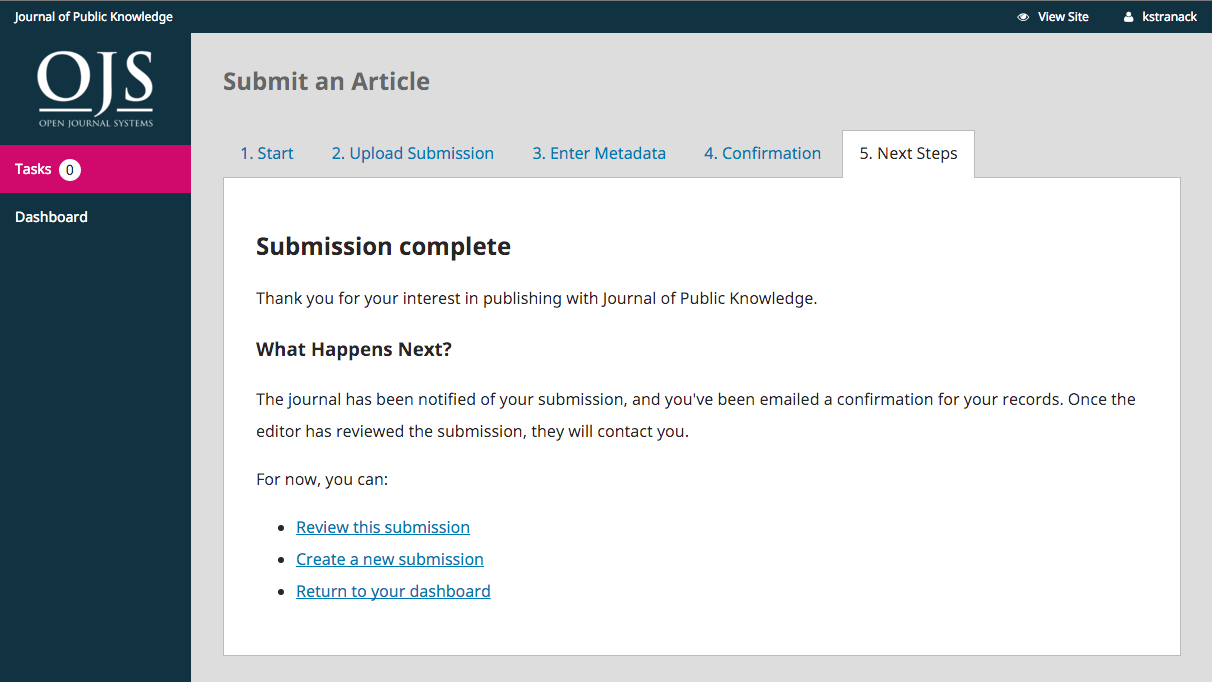 Journal of Public Knowledge
View Site
kstranack
OJS
OPEN JOURNAL SYSTEMS
Tasks 0
Dashboard
Submit an Article
1. Start
2. Upload Submission
3. Enter Metadata
4. Confirmation
5. Next Steps
Submission complete
Thank you for your interest in publishing with Journal of Public Knowledge.
What Happens Next?
The journal has been notified of your submission, and you've been emailed a confirmation for your records. Once the
editor has reviewed the submission, they will contact you.
For now, you can:
Review this submission
Create a new submission
Return to your dashboard